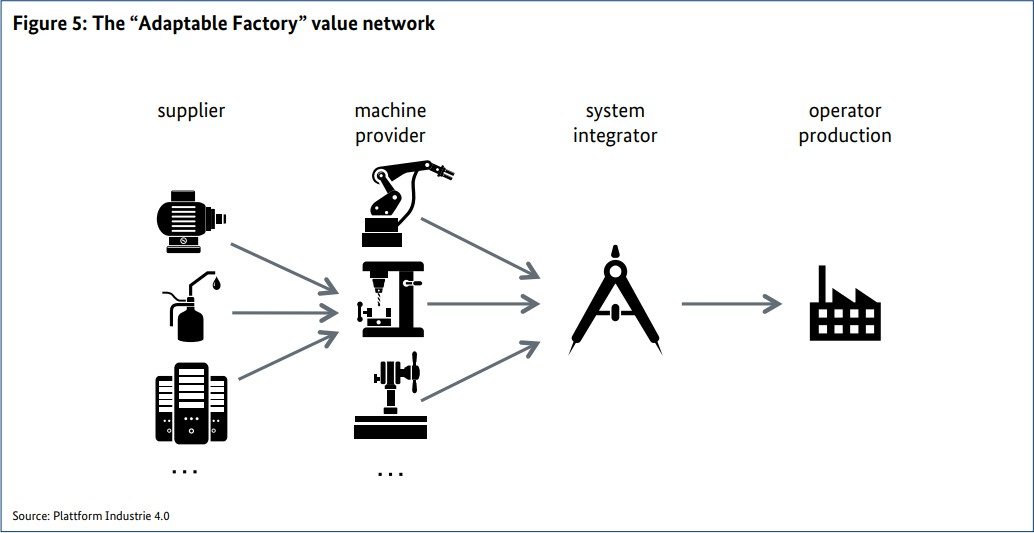 Figure 5: The “Adaptable Factory” value network
supplier
machine
provider
system
integrator
operator
production
...
...
Source: Plattform Industrie 4.0